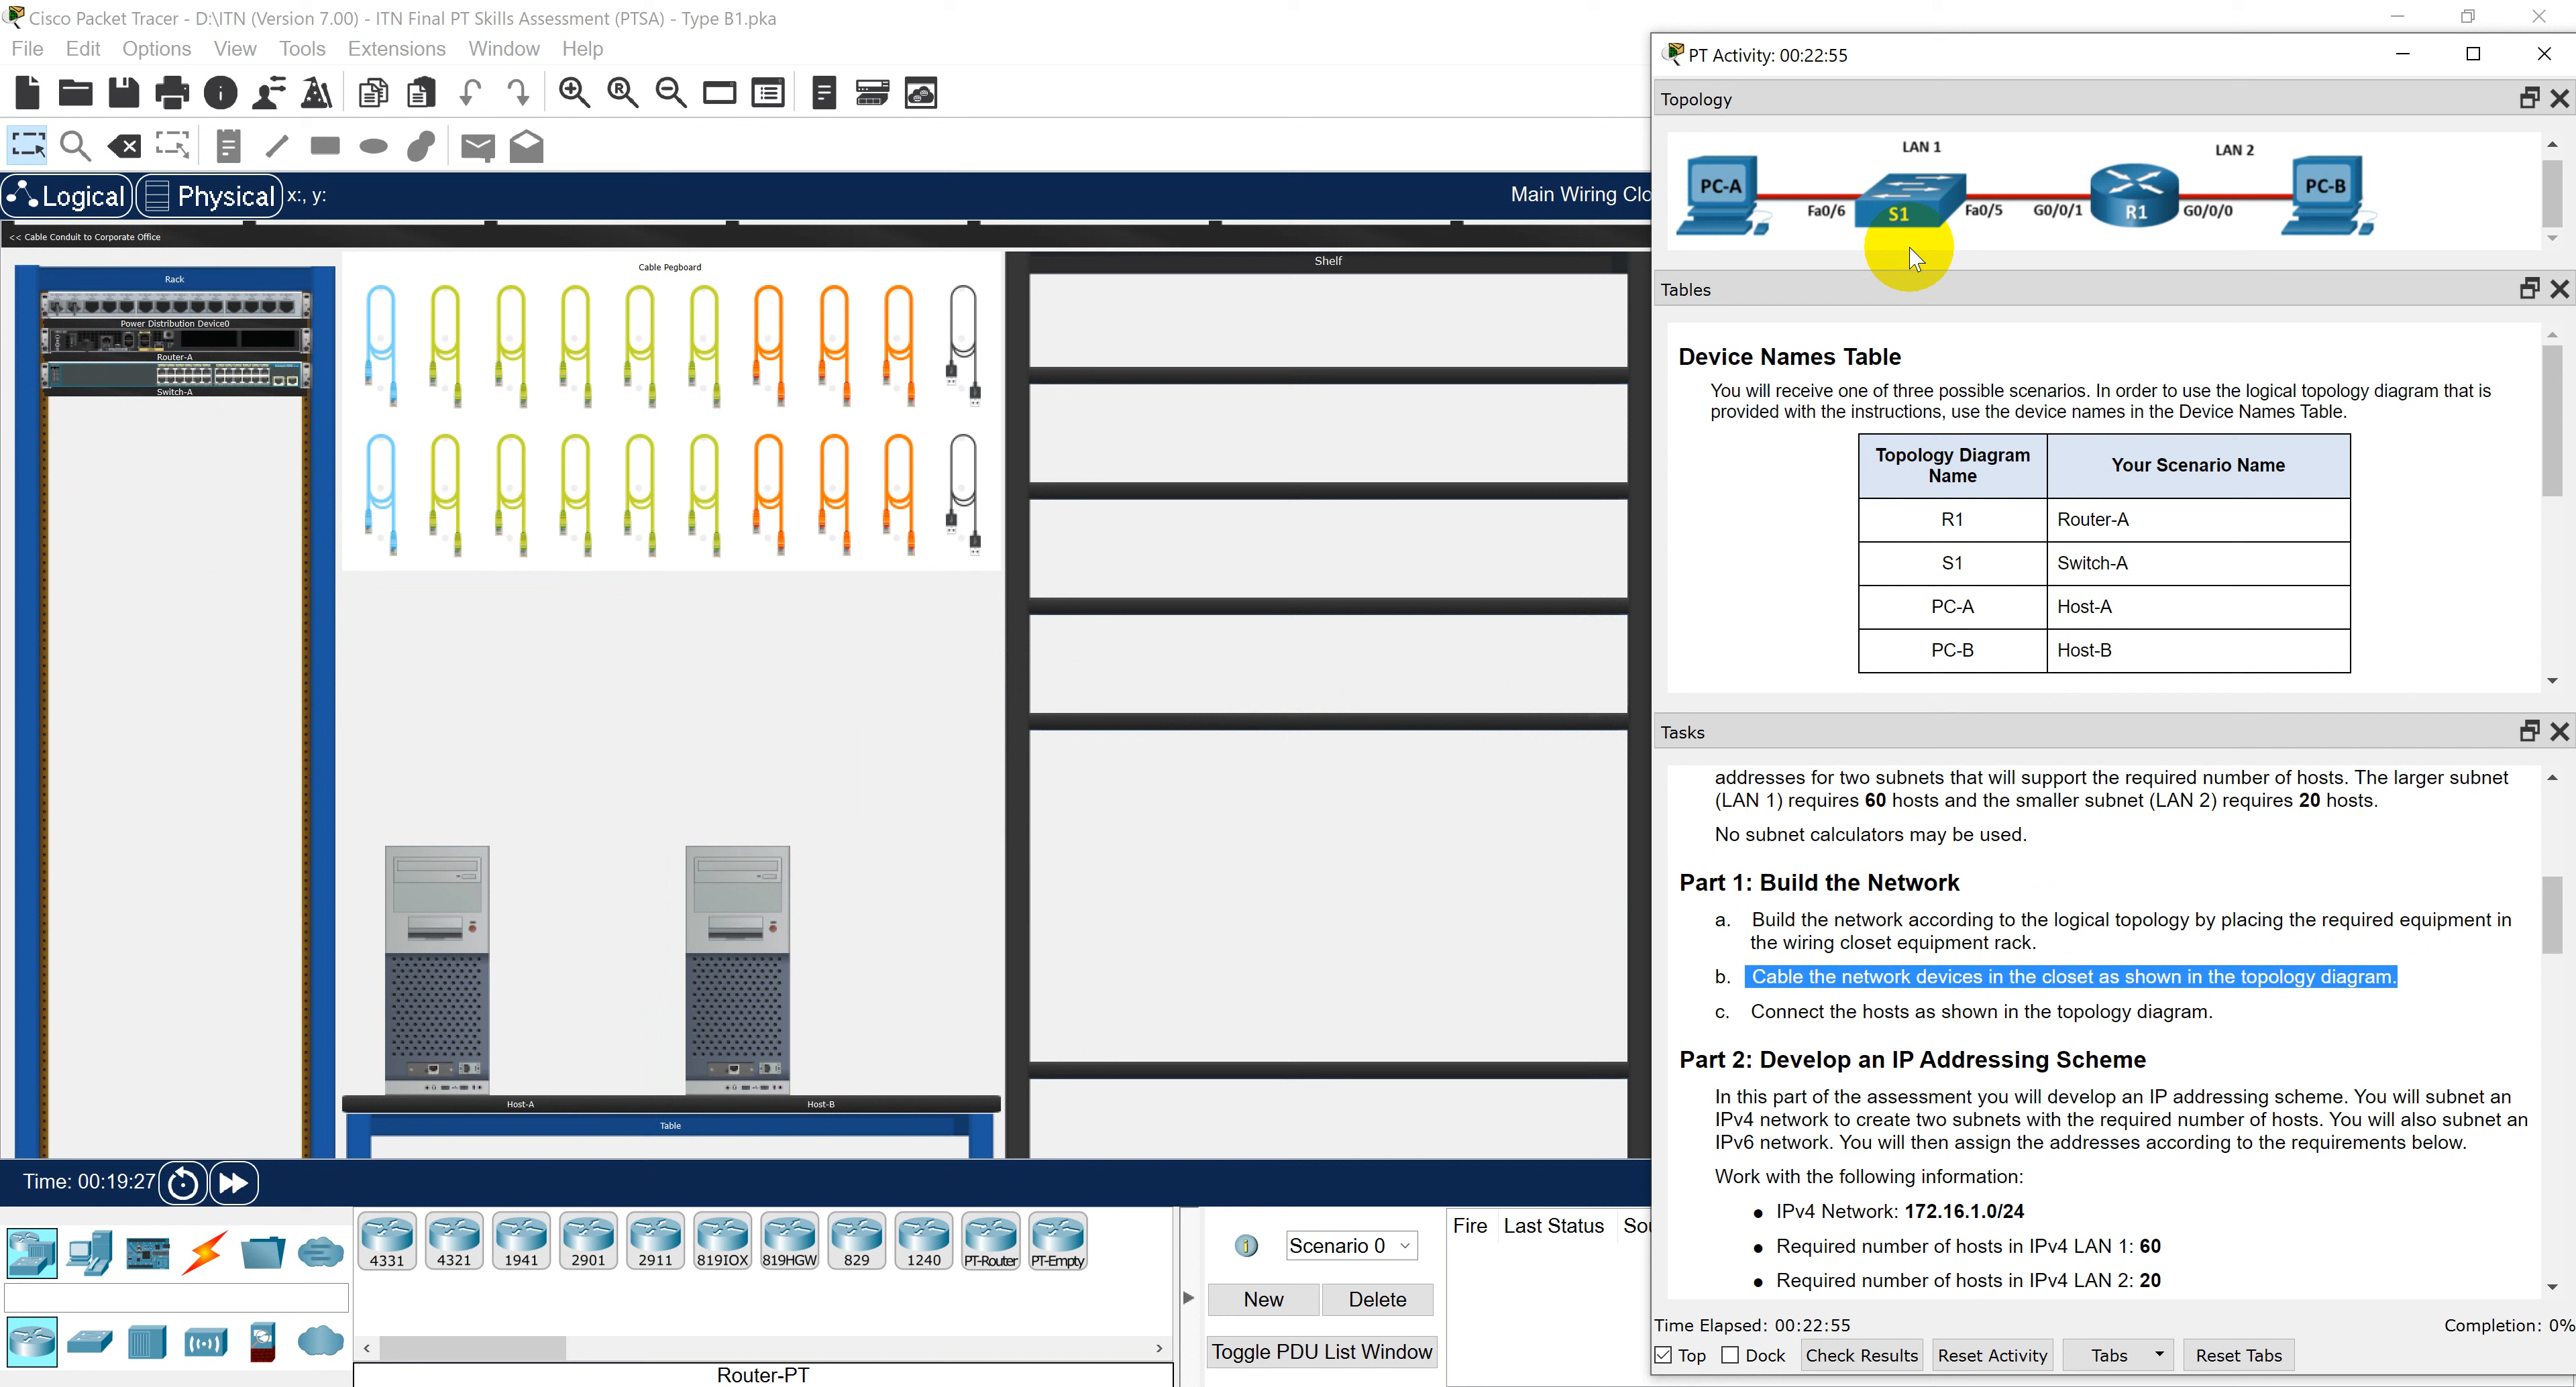 Cisco Packet Tracer - D:\ITN (Version 7.00) - ITN Final PT Skills Assessment (PTSA) - Type B1.pka
File Edit Options View Tools Extensions Window Help
Logical Physical x:, y:
Main Wiring Clo
<< Cable Conduit to Corporate Office
Rack
Power Distribution Device0
Router-A
Switch-A
Cable Pegboard
Shelf
Host-A
Host-B
Table
Time: 00:19:27
4331 4321 1941 2901 2911 819IOX 819HGW 829 1240 PT-Router PT-Empty
Router-PT
Scenario 0
New Delete
Toggle PDU List Window
Fire Last Status Sou
PT Activity: 00:22:55
Topology
LAN 1
LAN 2
PC-A Fa0/6 S1 Fa0/5 G0/0/1 R1 G0/0/0 PC-B
Tables
Device Names Table
You will receive one of three possible scenarios. In order to use the logical topology diagram that is
provided with the instructions, use the device names in the Device Names Table.
Topology Diagram
Name
Your Scenario Name
R1 Router-A
S1 Switch-A
PC-A Host-A
PC-B Host-B
Tasks
addresses for two subnets that will support the required number of hosts. The larger subnet
(LAN 1) requires 60 hosts and the smaller subnet (LAN 2) requires 20 hosts.
No subnet calculators may be used.
Part 1: Build the Network
a. Build the network according to the logical topology by placing the required equipment in
the wiring closet equipment rack.
b. Cable the network devices in the closet as shown in the topology diagram.
c. Connect the hosts as shown in the topology diagram.
Part 2: Develop an IP Addressing Scheme
In this part of the assessment you will develop an IP addressing scheme. You will subnet an
IPv4 network to create two subnets with the required number of hosts. You will also subnet an
IPv6 network. You will then assign the addresses according to the requirements below.
Work with the following information:
● IPv4 Network: 172.16.1.0/24
● Required number of hosts in IPv4 LAN 1: 60
● Required number of hosts in IPv4 LAN 2: 20
Time Elapsed: 00:22:55
Completion: 0%
Top Dock Check Results Reset Activity Tabs Reset Tabs